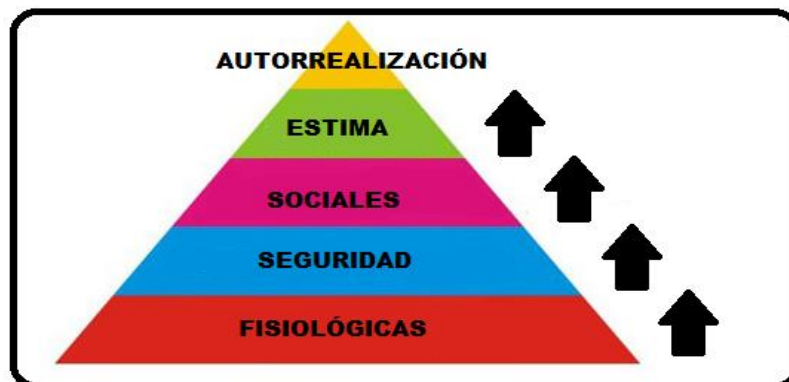 AUTORREALIZACIÓN
ESTIMA
SOCIALES
SEGURIDAD
FISIOLÓGICAS